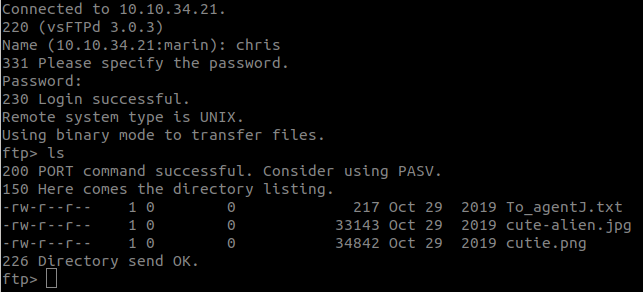 Connected to 10.10.34.21.
220 (vsFTPd 3.0.3)
Name (10.10.34.21:marin): chris
331 Please specify the password.
Password:
230 Login successful.
Remote system type is UNIX.
Using binary mode to transfer files.
ftp> ls
200 PORT command successful. Consider using PASV.
150 Here comes the directory listing.
-rw-r--r--    1 0        0             217 Oct 29  2019 To_agentJ.txt
-rw-r--r--    1 0        0           33143 Oct 29  2019 cute-alien.jpg
-rw-r--r--    1 0        0           34842 Oct 29  2019 cutie.png
226 Directory send OK.
ftp>